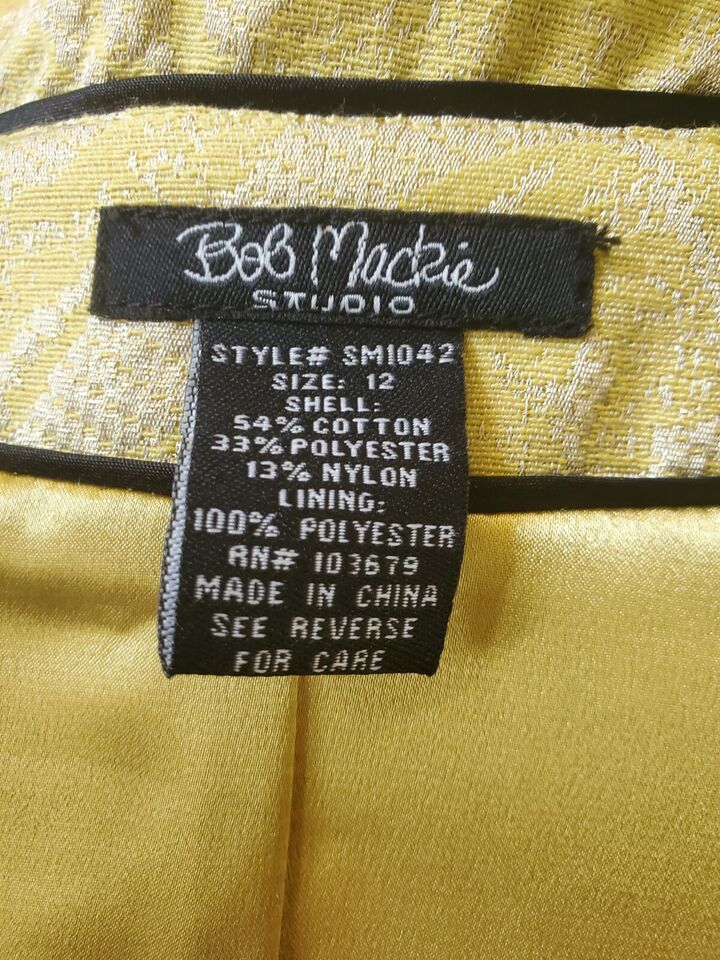 Bob Mackie
STUDIO
STYLE# SM1042
SIZE: 12
SHELL:
54% COTTON
33% POLYESTER
13% NYLON
LINING:
100% POLYESTER
RN# 103679
MADE IN CHINA
SEE REVERSE
FOR CARE